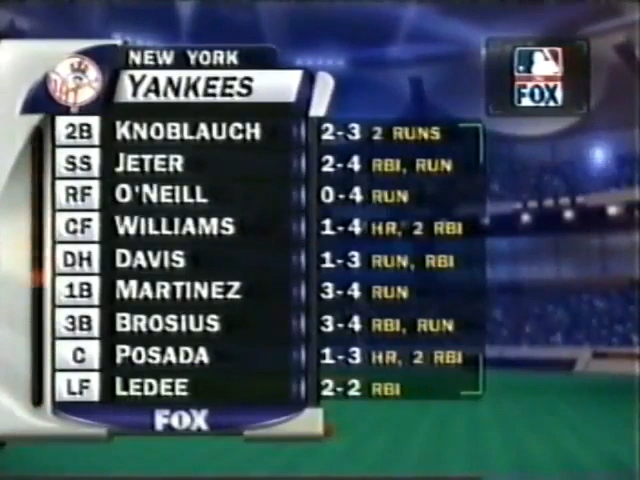 NEW YORK
YANKEES
FOX
2B KNOBLAUCH 2-3 2 RUNS
SS JETER 2-4 RBI, RUN
RF O'NEILL 0-4 RUN
CF WILLIAMS 1-4 HR, 2 RBI
DH DAVIS 1-3 RUN, RBI
1B MARTINEZ 3-4 RUN
3B BROSIUS 3-4 RBI, RUN
C POSADA 1-3 HR, 2 RBI
LF LEDEE 2-2 RBI
FOX